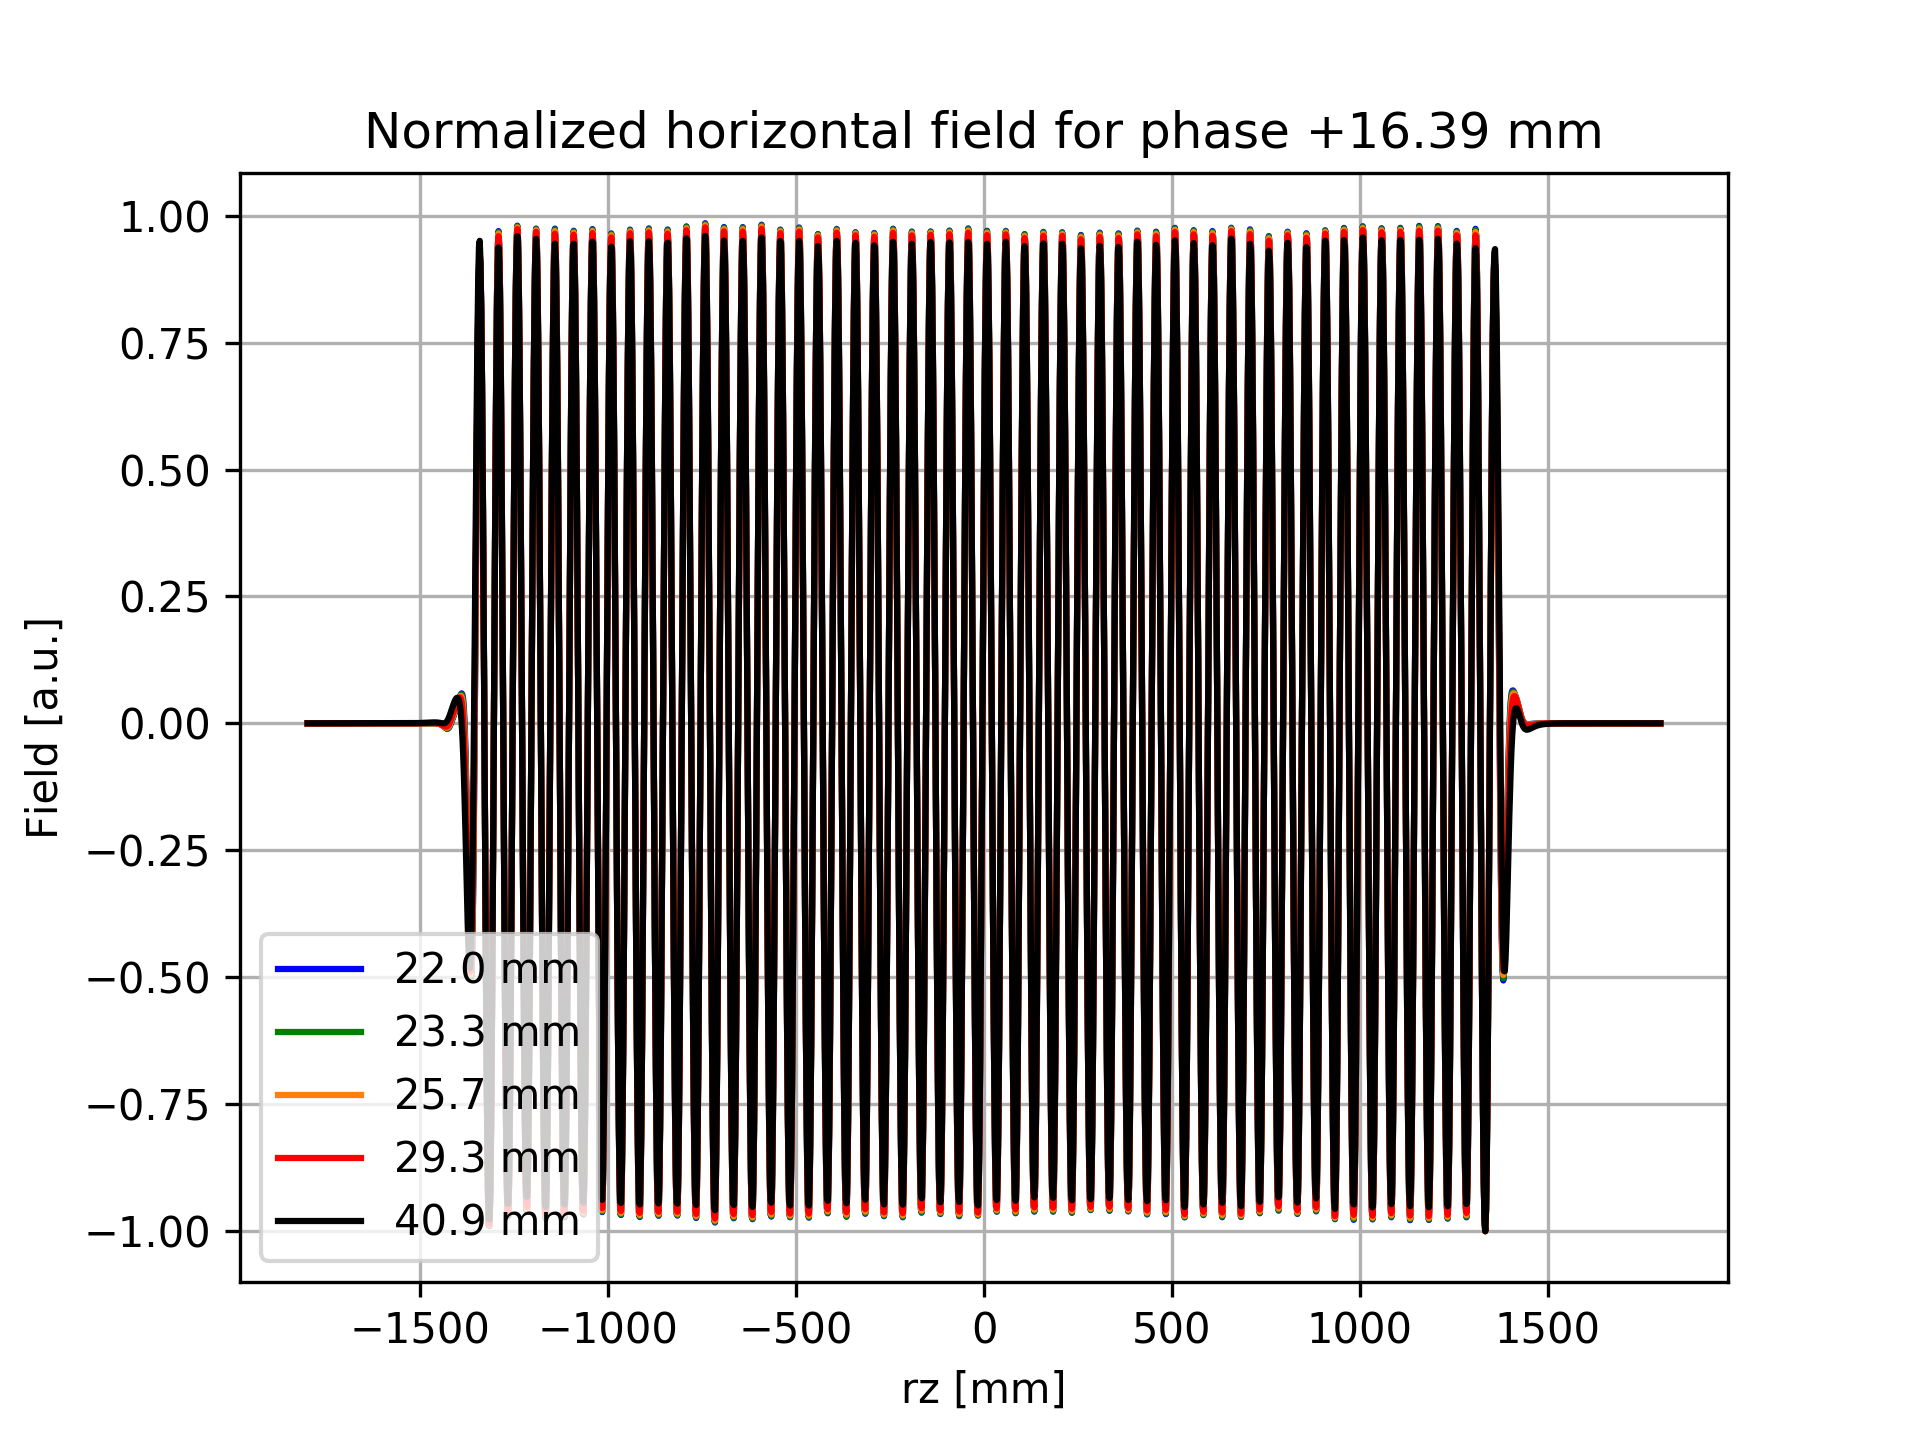 Normalized horizontal field for phase +16.39 mm
1.00
0.75
0.50
0.25
0.00
−0.25
−0.50
−0.75
−1.00
Field [a.u.]
22.0 mm
23.3 mm
25.7 mm
29.3 mm
40.9 mm
−1500 −1000 −500 0 500 1000 1500
rz [mm]